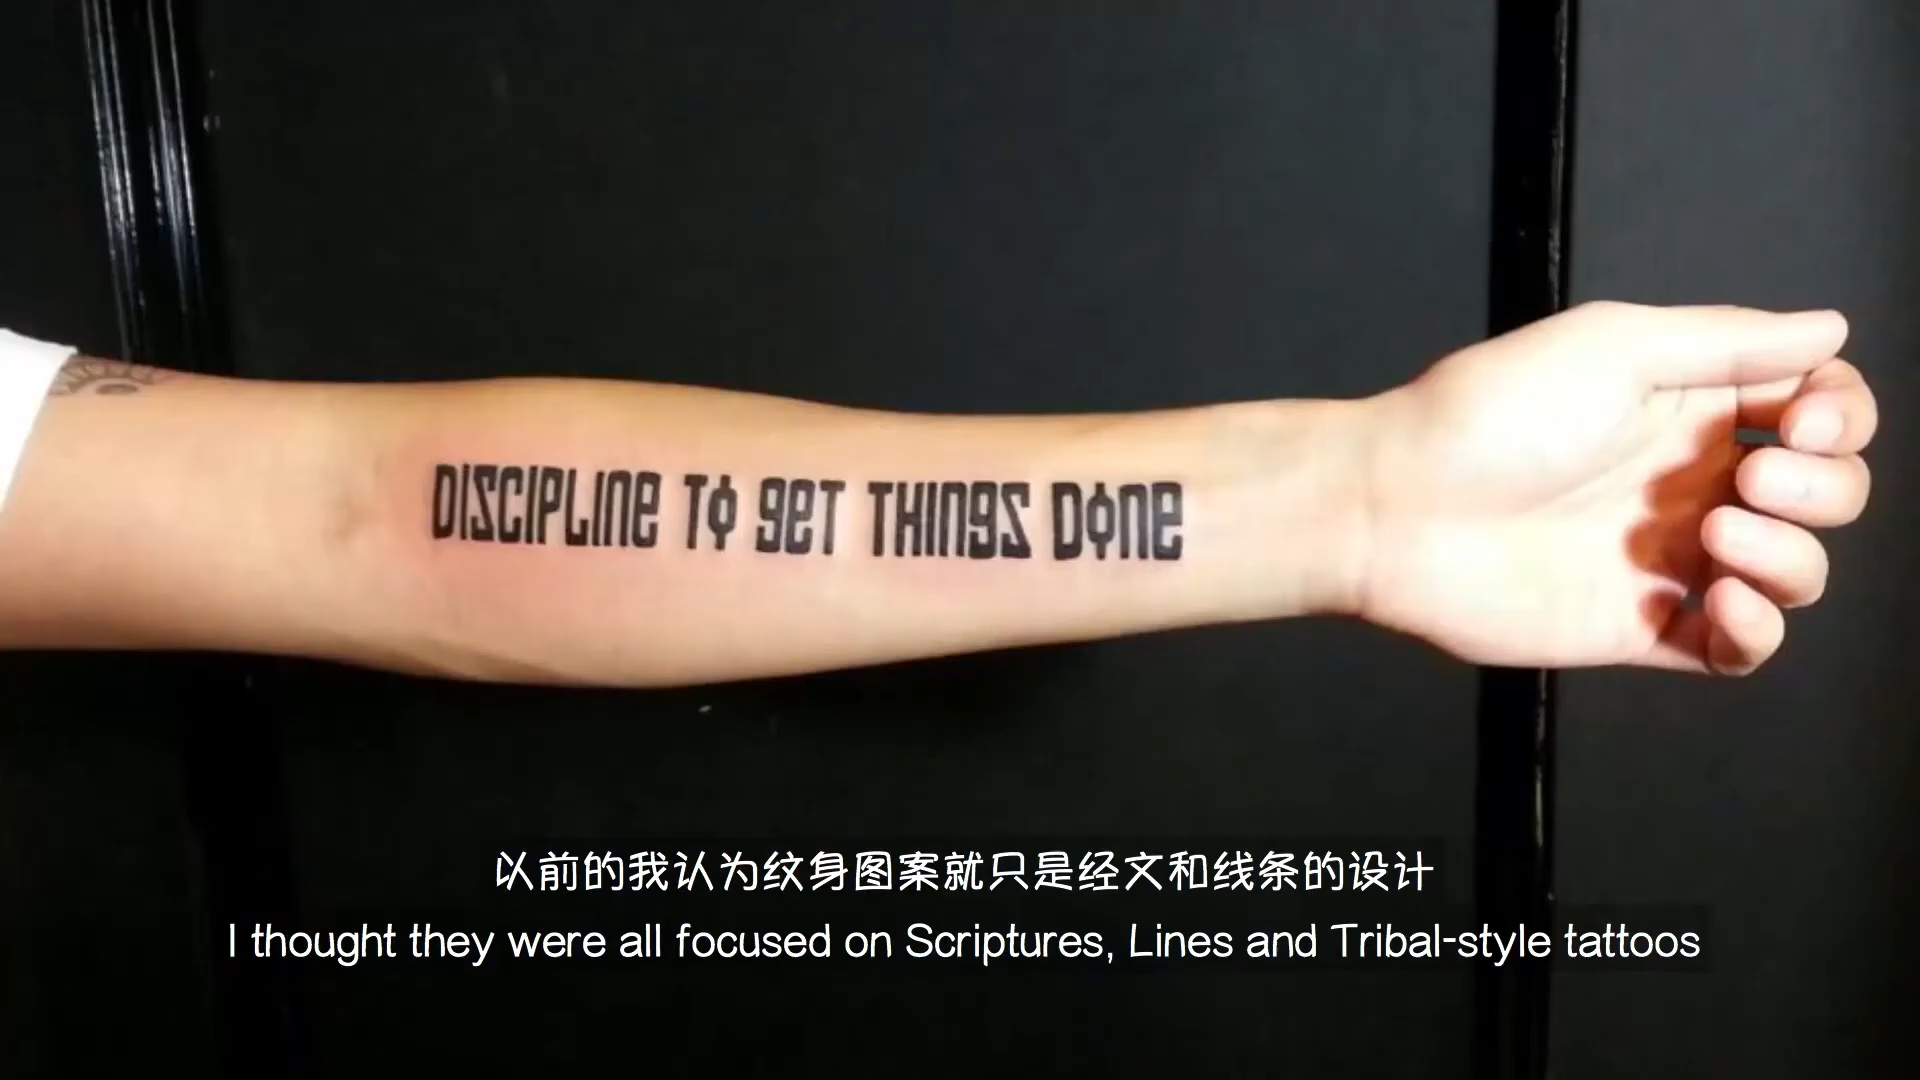 DISCIPLINE TO GET THINGS DONE
以前的我认为纹身图案就只是经文和线条的设计
I thought they were all focused on Scriptures, Lines and Tribal-style tattoos